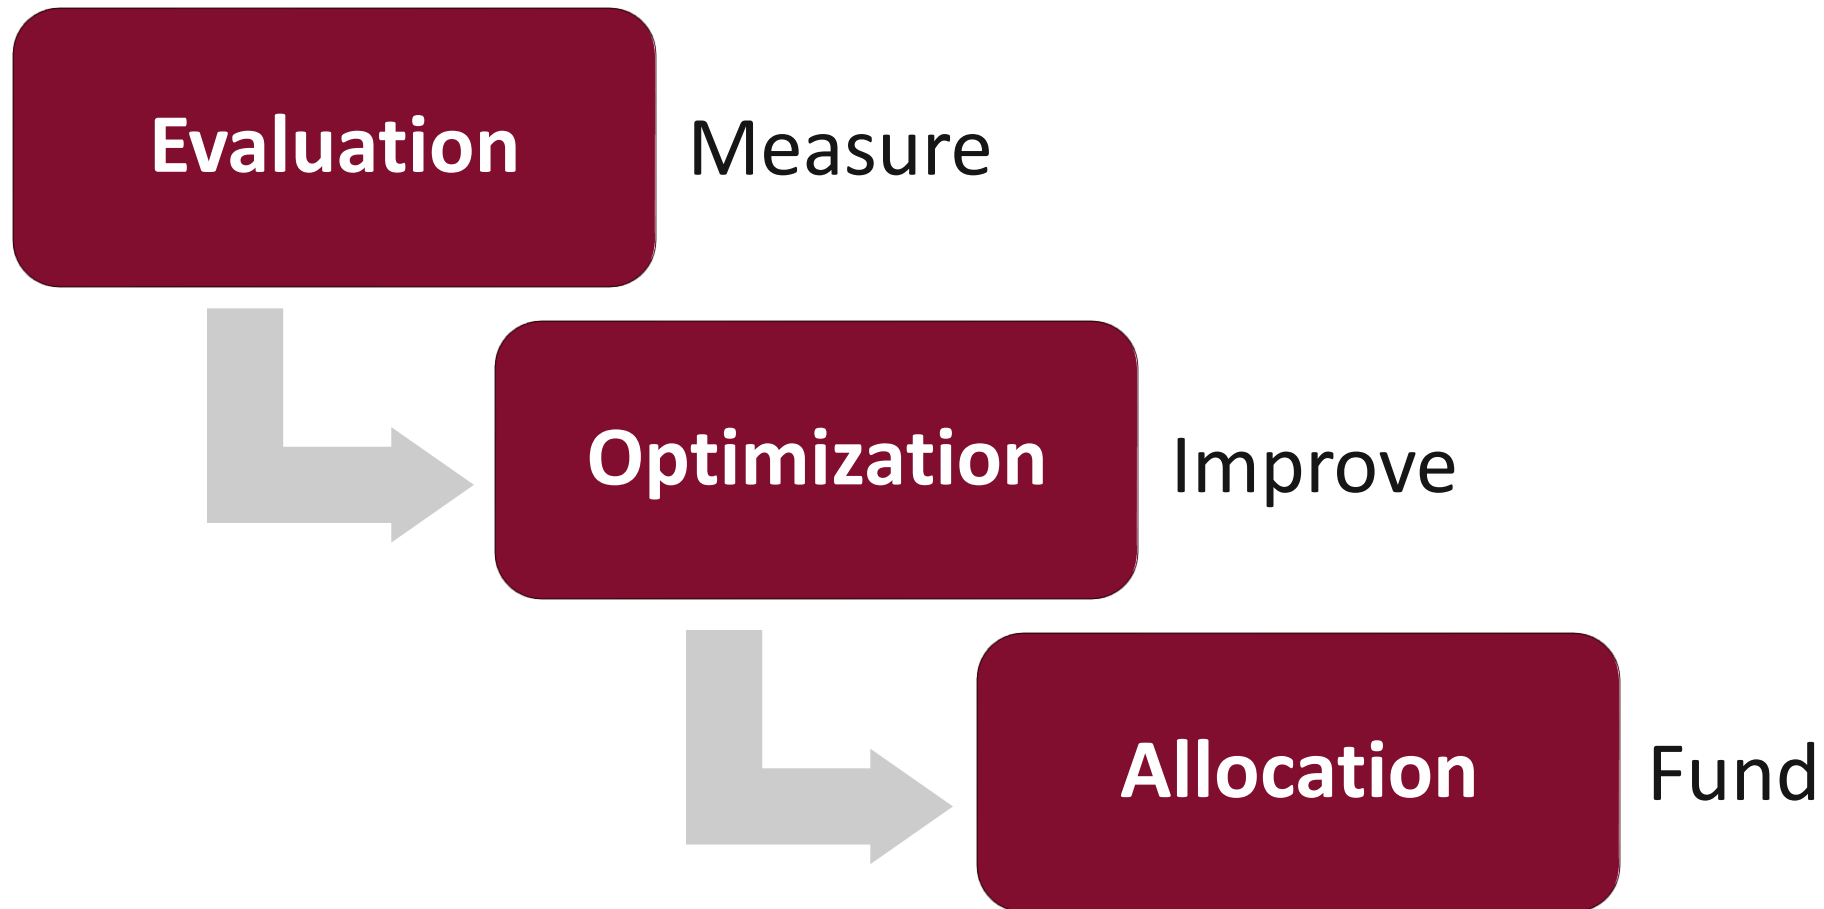 Evaluation
Measure
Optimization
Improve
Allocation
Fund